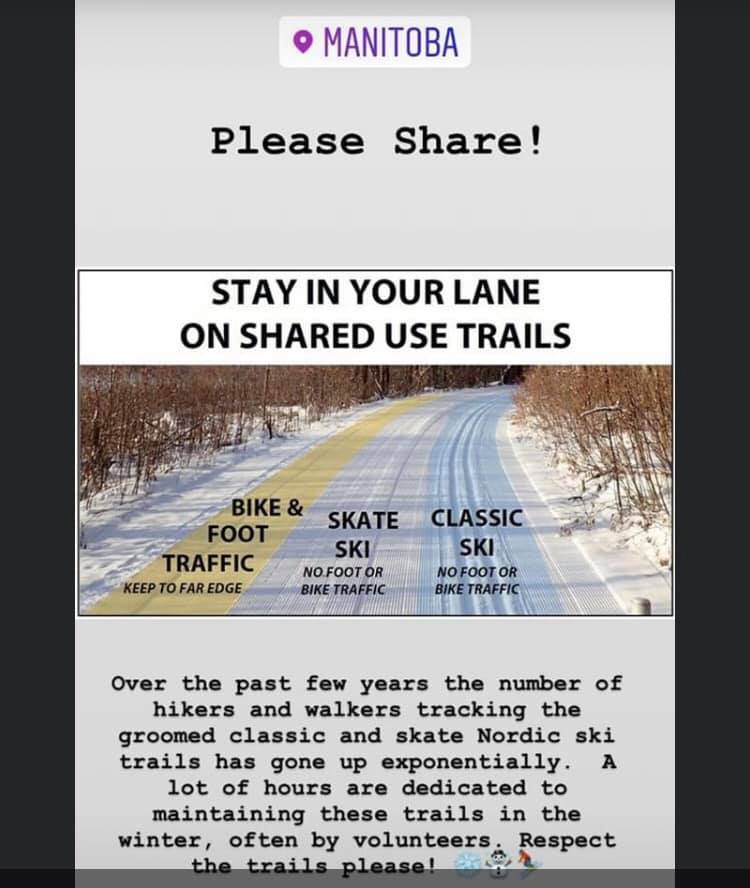 MANITOBA
Please Share!
STAY IN YOUR LANE
ON SHARED USE TRAILS
BIKE &
FOOT
TRAFFIC
KEEP TO FAR EDGE
SKATE
SKI
NO FOOT OR
BIKE TRAFFIC
CLASSIC
SKI
NO FOOT OR
BIKE TRAFFIC
Over the past few years the number of
hikers and walkers tracking the
groomed classic and skate Nordic ski
trails has gone up exponentially. A
lot of hours are dedicated to
maintaining these trails in the
winter, often by volunteers. Respect
the trails please! ❄️⛄⛷️